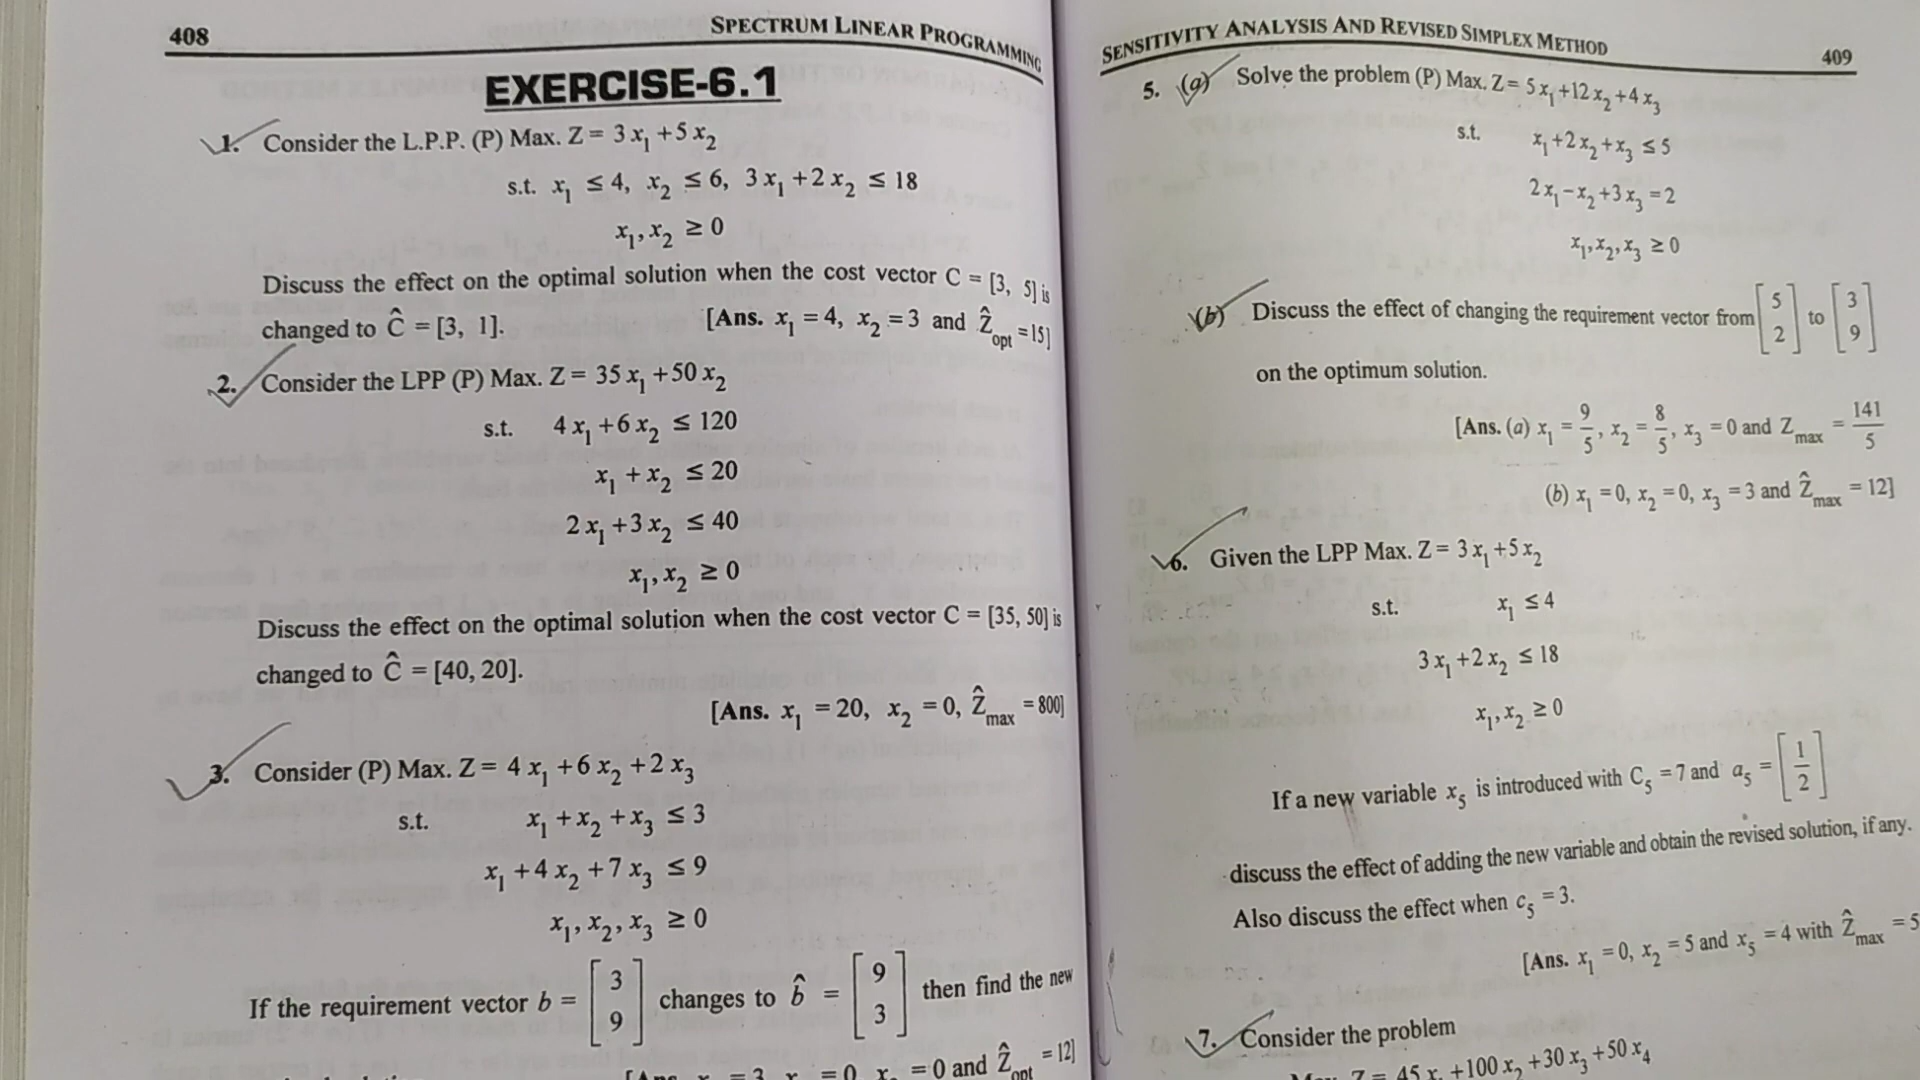 408
SPECTRUM LINEAR PROGRAMMING
EXERCISE-6.1
1. Consider the L.P.P. (P) Max. Z = 3x₁ + 5x₂
s.t. x₁ ≤ 4, x₂ ≤ 6, 3x₁ + 2x₂ ≤ 18
x₁, x₂ ≥ 0
Discuss the effect on the optimal solution when the cost vector C = [3, 5] is
changed to Ĉ = [3, 1]. [Ans. x₁ = 4, x₂ = 3 and Ẑopt = 15]
2. Consider the LPP (P) Max. Z = 35x₁ + 50x₂
s.t. 4x₁ + 6x₂ ≤ 120
x₁ + x₂ ≤ 20
2x₁ + 3x₂ ≤ 40
x₁, x₂ ≥ 0
Discuss the effect on the optimal solution when the cost vector C = [35, 50] is
changed to Ĉ = [40, 20].
[Ans. x₁ = 20, x₂ = 0, Ẑmax = 800]
3. Consider (P) Max. Z = 4x₁ + 6x₂ + 2x₃
s.t. x₁ + x₂ + x₃ ≤ 3
x₁ + 4x₂ + 7x₃ ≤ 9
x₁, x₂, x₃ ≥ 0
If the requirement vector b = [3 9] changes to b̂ = [9 3] then find the new
= 3 = 0 = 0 and Ẑopt = 12]
SENSITIVITY ANALYSIS AND REVISED SIMPLEX METHOD
409
5. (a) Solve the problem (P) Max. Z = 5x₁ + 12x₂ + 4x₃
s.t. x₁ + 2x₂ + x₃ ≤ 5
2x₁ − x₂ + 3x₃ = 2
x₁, x₂, x₃ ≥ 0
(b) Discuss the effect of changing the requirement vector from [5 2] to [3 9]
on the optimum solution.
[Ans. (a) x₁ = 9/5, x₂ = 8/5, x₃ = 0 and Zmax = 141/5
(b) x₁ = 0, x₂ = 0, x₃ = 3 and Ẑmax = 12]
6. Given the LPP Max. Z = 3x₁ + 5x₂
s.t. x₁ ≤ 4
3x₁ + 2x₂ ≤ 18
x₁, x₂ ≥ 0
If a new variable x₅ is introduced with C₅ = 7 and a₅ = [1 2]
discuss the effect of adding the new variable and obtain the revised solution, if any.
Also discuss the effect when c₅ = 3.
[Ans. x₁ = 0, x₂ = 5 and x₅ = 4 with Ẑmax = 5
7. Consider the problem
Max. Z = 45x₁ + 100x₂ + 30x₃ + 50x₄